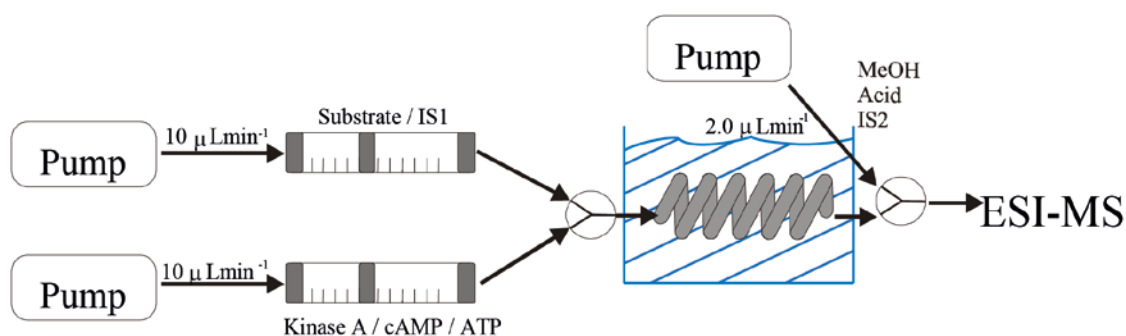 Pump
10 μ Lmin⁻¹
Substrate / IS1
Pump
10 μ Lmin⁻¹
Kinase A / cAMP / ATP
Pump
2.0 μ Lmin⁻¹
MeOH
Acid
IS2
ESI-MS